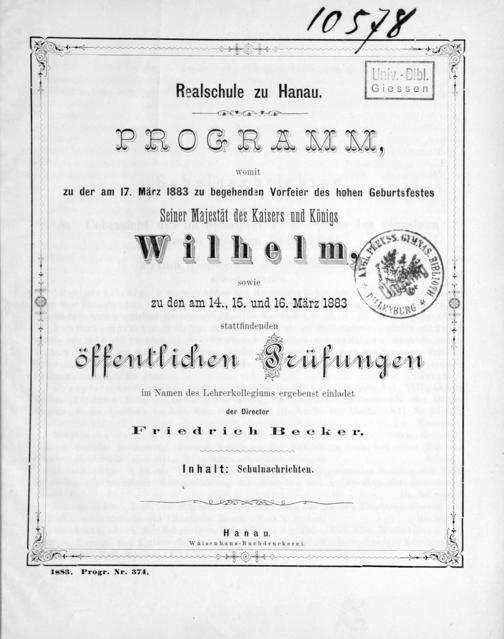 10578
Univ.-Bibl.
Giessen
Realschule zu Hanau.
PROGRAMM,
womit
zu der am 17. März 1883 zu begehenden Vorfeier des hohen Geburtsfestes
Seiner Majestät des Kaisers und Königs
Wilhelm,
sowie
zu den am 14., 15. und 16. März 1883
stattfindenden
öffentlichen Prüfungen
im Namen des Lehrerkollegiums ergebenst einladet
der Director
Friedrich Becker.
Inhalt: Schulnachrichten.
Hanau.
Waisenhaus-Buchdruckerei.
1883. Progr. Nr. 374.